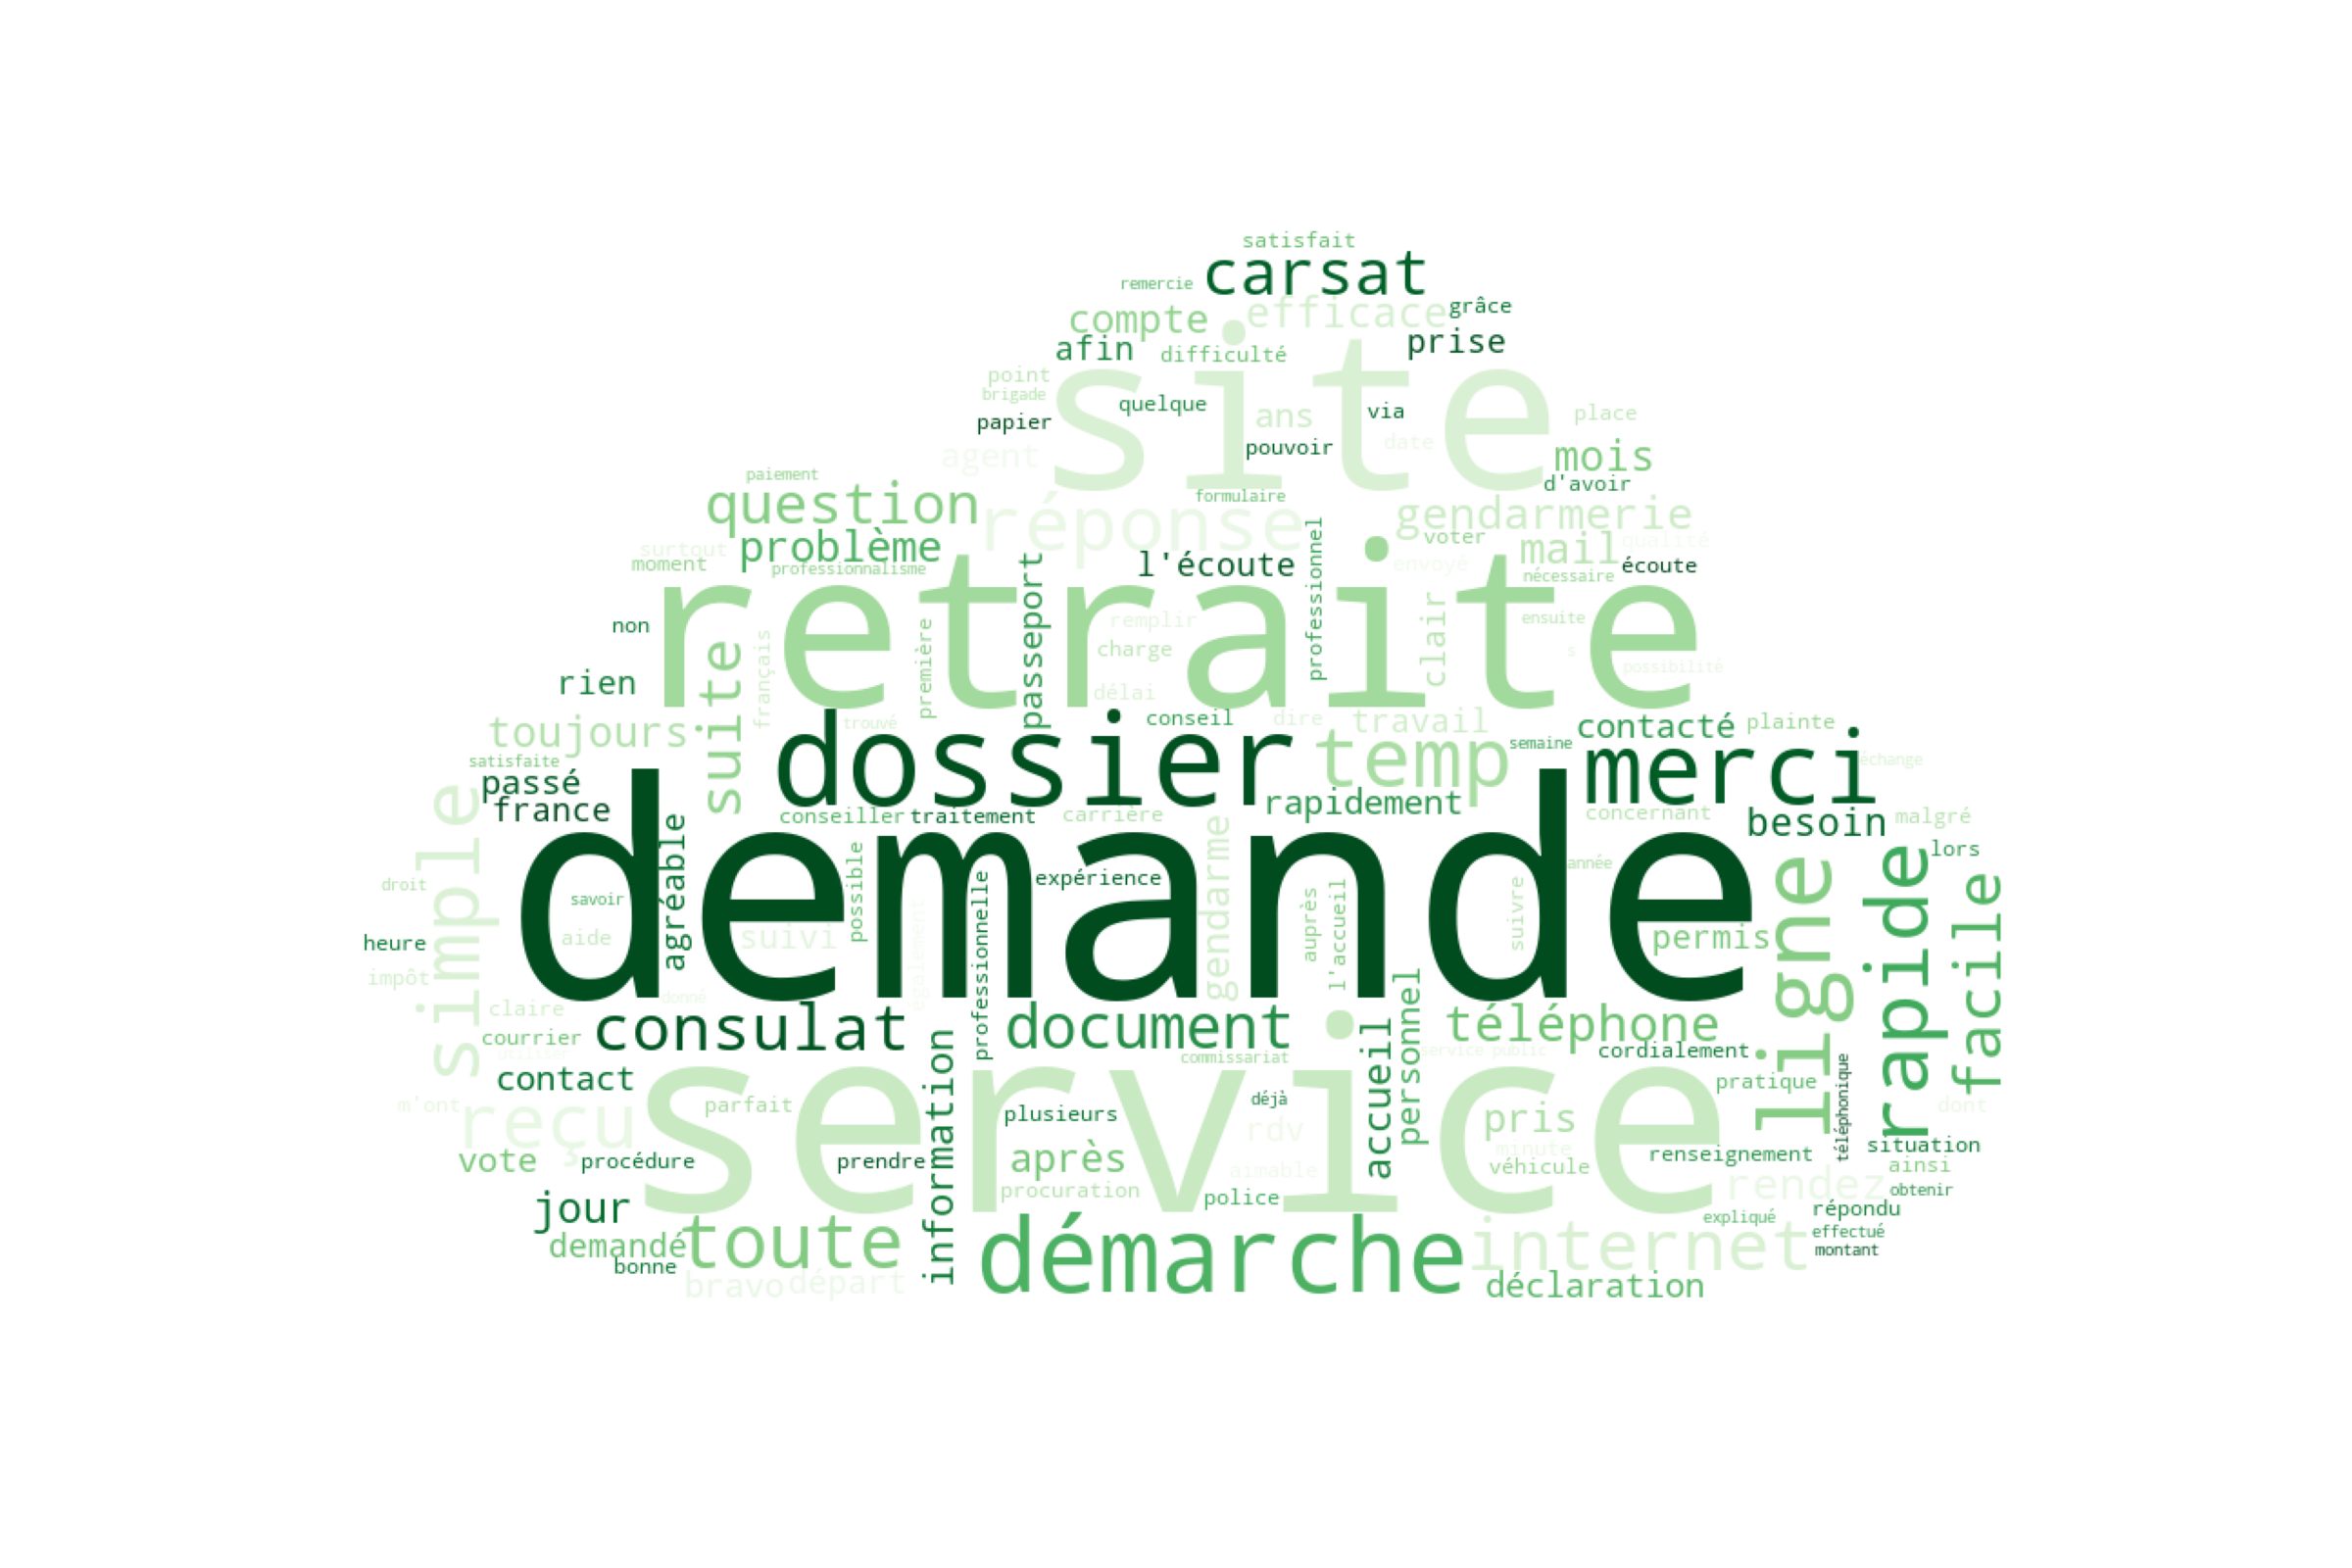 satisfait
carsat
remercie
efficace
grâce
compte
prise
afin
difficulté
site
point
brigade
quelque
ans
via
place
papier
pouvoir
date
agent
mois
paiement
d'avoir
question
formulaire
réponse
gendarmerie
problème
surtout
moment
professionnalisme
l'écoute
professionnel
voter
mail
qualité
envoyé
écoute
nécessaire
retraite
passeport
non
remplir
clair
ensuite
s
français
première
charge
possibilité
rien
suite
délai
toujours
trouvé
conseil
dire
travail
contacté
plainte
dossier
temp
semaine
merci
échange
satisfaite
passé
france
rapidement
conseiller
traitement
carrière
concernant
besoin
malgré
simple
demande
agréable
possible
expérience
gendarme
année
lors
droit
savoir
professionnelle
également
auprès
l'accueil
suivre
ligne
rapide
facile
heure
aide
suivi
permis
impôt
donné
claire
courrier
consulat
document
téléphone
utiliser
commissariat
service public
cordialement
contact
information
accueil
personnel
pratique
téléphonique
m'ont
reçu
parfait
service
plusieurs
déjà
pris
dont
rdv
minute
situation
vote
procédure
prendre
après
aimable
véhicule
renseignement
ainsi
procuration
police
rendez
obtenir
jour
expliqué
répondu
demandé
toute
démarche
internet
effectué
montant
bonne
bravo
départ
déclaration